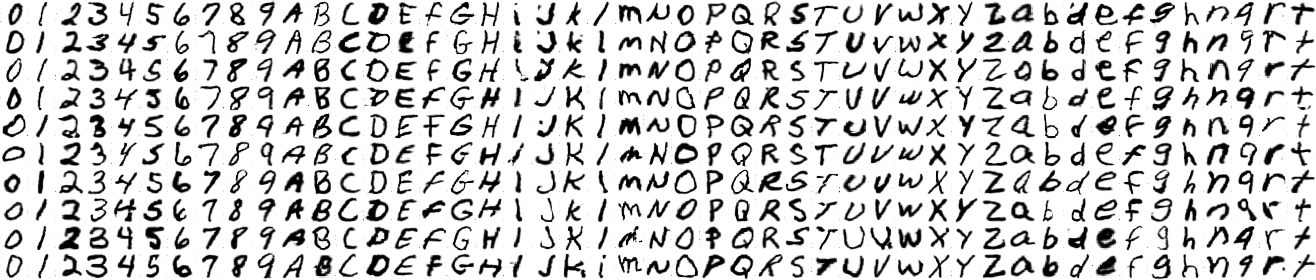 0 1 2 3 4 5 6 7 8 9 A B C D E F G H i J k l m N O P Q R S T U V W X Y Z a b d e f g h n q r t
0 1 2 3 4 5 6 7 8 9 A B C D E F G H i J k l m N O P Q R S T U V W X Y Z a b d e f g h n q r t
0 1 2 3 4 5 6 7 8 9 A B C D E F G H i J K l m N O P Q R S T U V W X Y Z a b d e f g h n q r t
0 1 2 3 4 5 6 7 8 9 A B C D E F G H I J K l m N O P Q R S T U V W X Y Z a b d e f g h n q r t
0 1 2 3 4 5 6 7 8 9 A B C D E F G H I J K l m N O P Q R S T U V W X Y Z a b d e f g h n q r t
0 1 2 3 4 5 6 7 8 9 A B C D E F G H i J K l m N O P Q R S T U V W X Y Z a b d e f g h n q r t
0 1 2 3 4 5 6 7 8 9 A B C D E F G H I J K l m N O P Q R S T U V W X Y Z a b d e f g h n q r t
0 1 2 3 4 5 6 7 8 9 A B C D E F G H I J k l m N O P Q R S T U V W X Y Z a b d e f g h n q r t
0 1 2 3 4 5 6 7 8 9 A B C D E F G H I J K l m N O P Q R S T U V W X Y Z a b d e f g h n q r t
0 1 2 3 4 5 6 7 8 9 A B C D E F G H I J K i m N O P Q R S T U V W X Y Z a b d e f g h n q r t